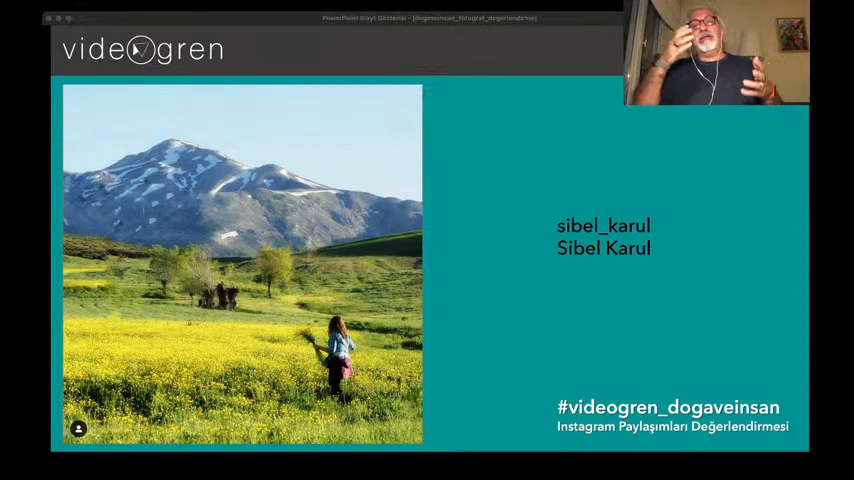 PowerPoint Slayt Gösterisi - [dogaveinsan_fotograf_degerlendirme]
videogren
sibel_karul
Sibel Karul
#videogren_dogaveinsan
Instagram Paylaşımları Değerlendirmesi